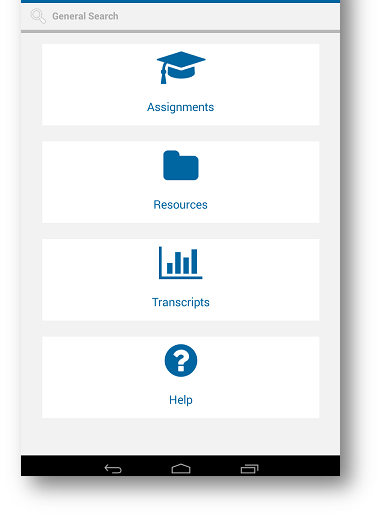 General Search
Assignments
Resources
Transcripts
Help